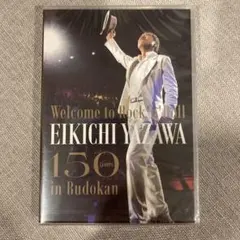 Welcome to Rock'n'Roll
EIKICHI YAZAWA
150
in Budokan